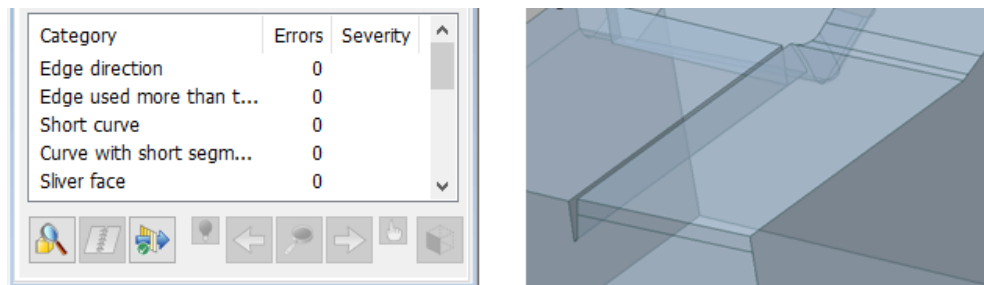 Category Errors Severity
Edge direction 0
Edge used more than t... 0
Short curve 0
Curve with short segm... 0
Sliver face 0